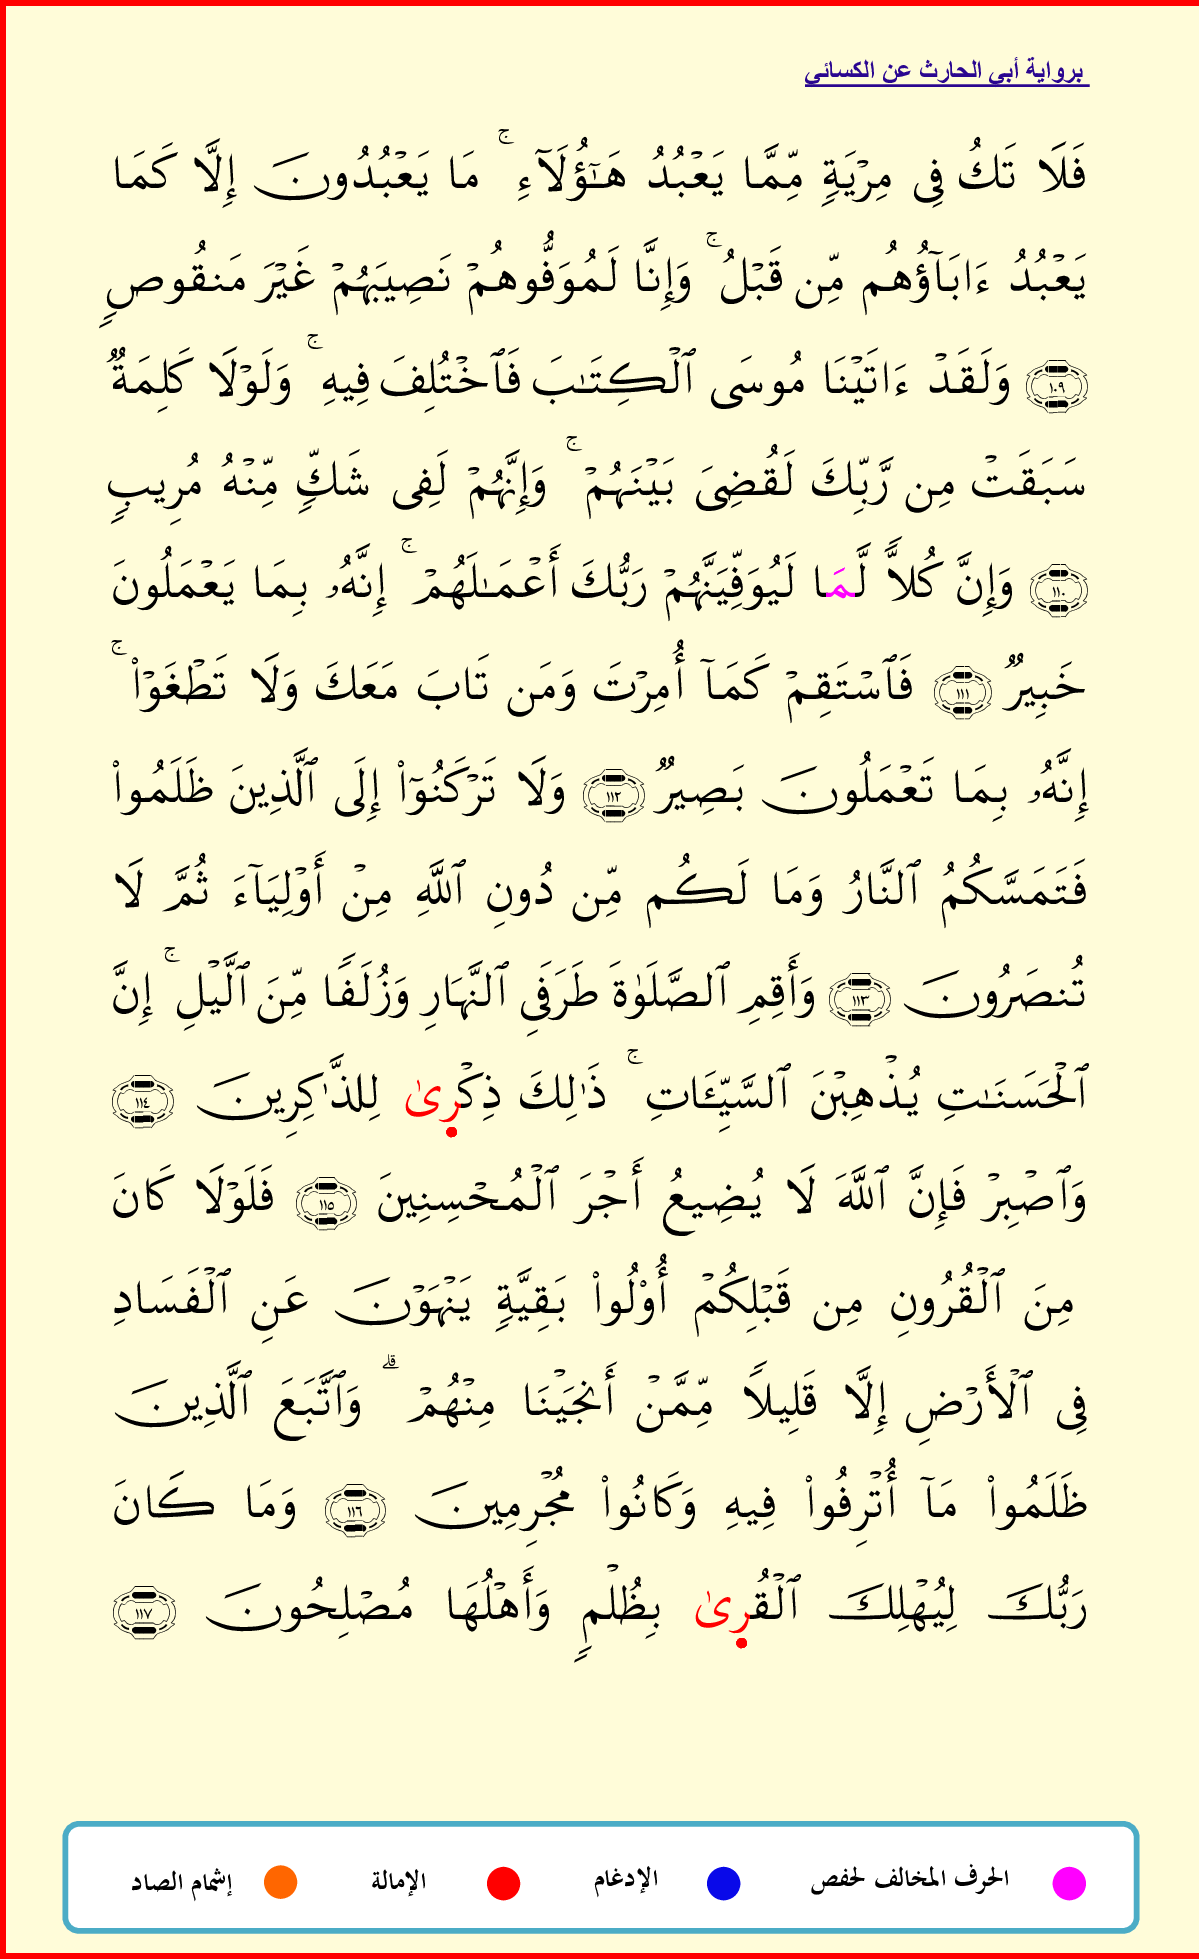 برواية أبي الحارث عن الكسائي
فَلَا تَكُ فِى مِرْيَةٍ مِّمَّا يَعْبُدُ هَـٰٓؤُلَآءِ ۚ مَا يَعْبُدُونَ إِلَّا كَمَا
يَعْبُدُ ءَابَآؤُهُم مِّن قَبْلُ ۚ وَإِنَّا لَمُوَفُّوهُمْ نَصِيبَهُمْ غَيْرَ مَنقُوصٍ
١٠٩ وَلَقَدْ ءَاتَيْنَا مُوسَى ٱلْكِتَـٰبَ فَٱخْتُلِفَ فِيهِ ۚ وَلَوْلَا كَلِمَةٌ
سَبَقَتْ مِن رَّبِّكَ لَقُضِىَ بَيْنَهُمْ ۚ وَإِنَّهُمْ لَفِى شَكٍّ مِّنْهُ مُرِيبٍ
١١٠ وَإِنَّ كُلاًّ لَّمَا لَيُوَفِّيَنَّهُمْ رَبُّكَ أَعْمَـٰلَهُمْ ۚ إِنَّهُۥ بِمَا يَعْمَلُونَ
خَبِيرٌ ١١١ فَٱسْتَقِمْ كَمَآ أُمِرْتَ وَمَن تَابَ مَعَكَ وَلَا تَطْغَوْا۟ ۚ
إِنَّهُۥ بِمَا تَعْمَلُونَ بَصِيرٌ ١١٢ وَلَا تَرْكَنُوٓا۟ إِلَى ٱلَّذِينَ ظَلَمُوا۟
فَتَمَسَّكُمُ ٱلنَّارُ وَمَا لَكُم مِّن دُونِ ٱللَّهِ مِنْ أَوْلِيَآءَ ثُمَّ لَا
تُنصَرُونَ ١١٣ وَأَقِمِ ٱلصَّلَوٰةَ طَرَفَىِ ٱلنَّهَارِ وَزُلَفًا مِّنَ ٱلَّيْلِ ۚ إِنَّ
ٱلْحَسَنَـٰتِ يُذْهِبْنَ ٱلسَّيِّـَٔاتِ ۚ ذَٰلِكَ ذِكْرِىٰ لِلذَّٰكِرِينَ ١١٤
وَٱصْبِرْ فَإِنَّ ٱللَّهَ لَا يُضِيعُ أَجْرَ ٱلْمُحْسِنِينَ ١١٥ فَلَوْلَا كَانَ
مِنَ ٱلْقُرُونِ مِن قَبْلِكُمْ أُو۟لُوا۟ بَقِيَّةٍ يَنْهَوْنَ عَنِ ٱلْفَسَادِ
فِى ٱلْأَرْضِ إِلَّا قَلِيلاً مِّمَّنْ أَنجَيْنَا مِنْهُمْ ۗ وَٱتَّبَعَ ٱلَّذِينَ
ظَلَمُوا۟ مَآ أُتْرِفُوا۟ فِيهِ وَكَانُوا۟ مُجْرِمِينَ ١١٦ وَمَا كَانَ
رَبُّكَ لِيُهْلِكَ ٱلْقُرِىٰ بِظُلْمٍ وَأَهْلُهَا مُصْلِحُونَ ١١٧
الحرف المخالف لحفص الإدغام الإمالة إشمام الصاد